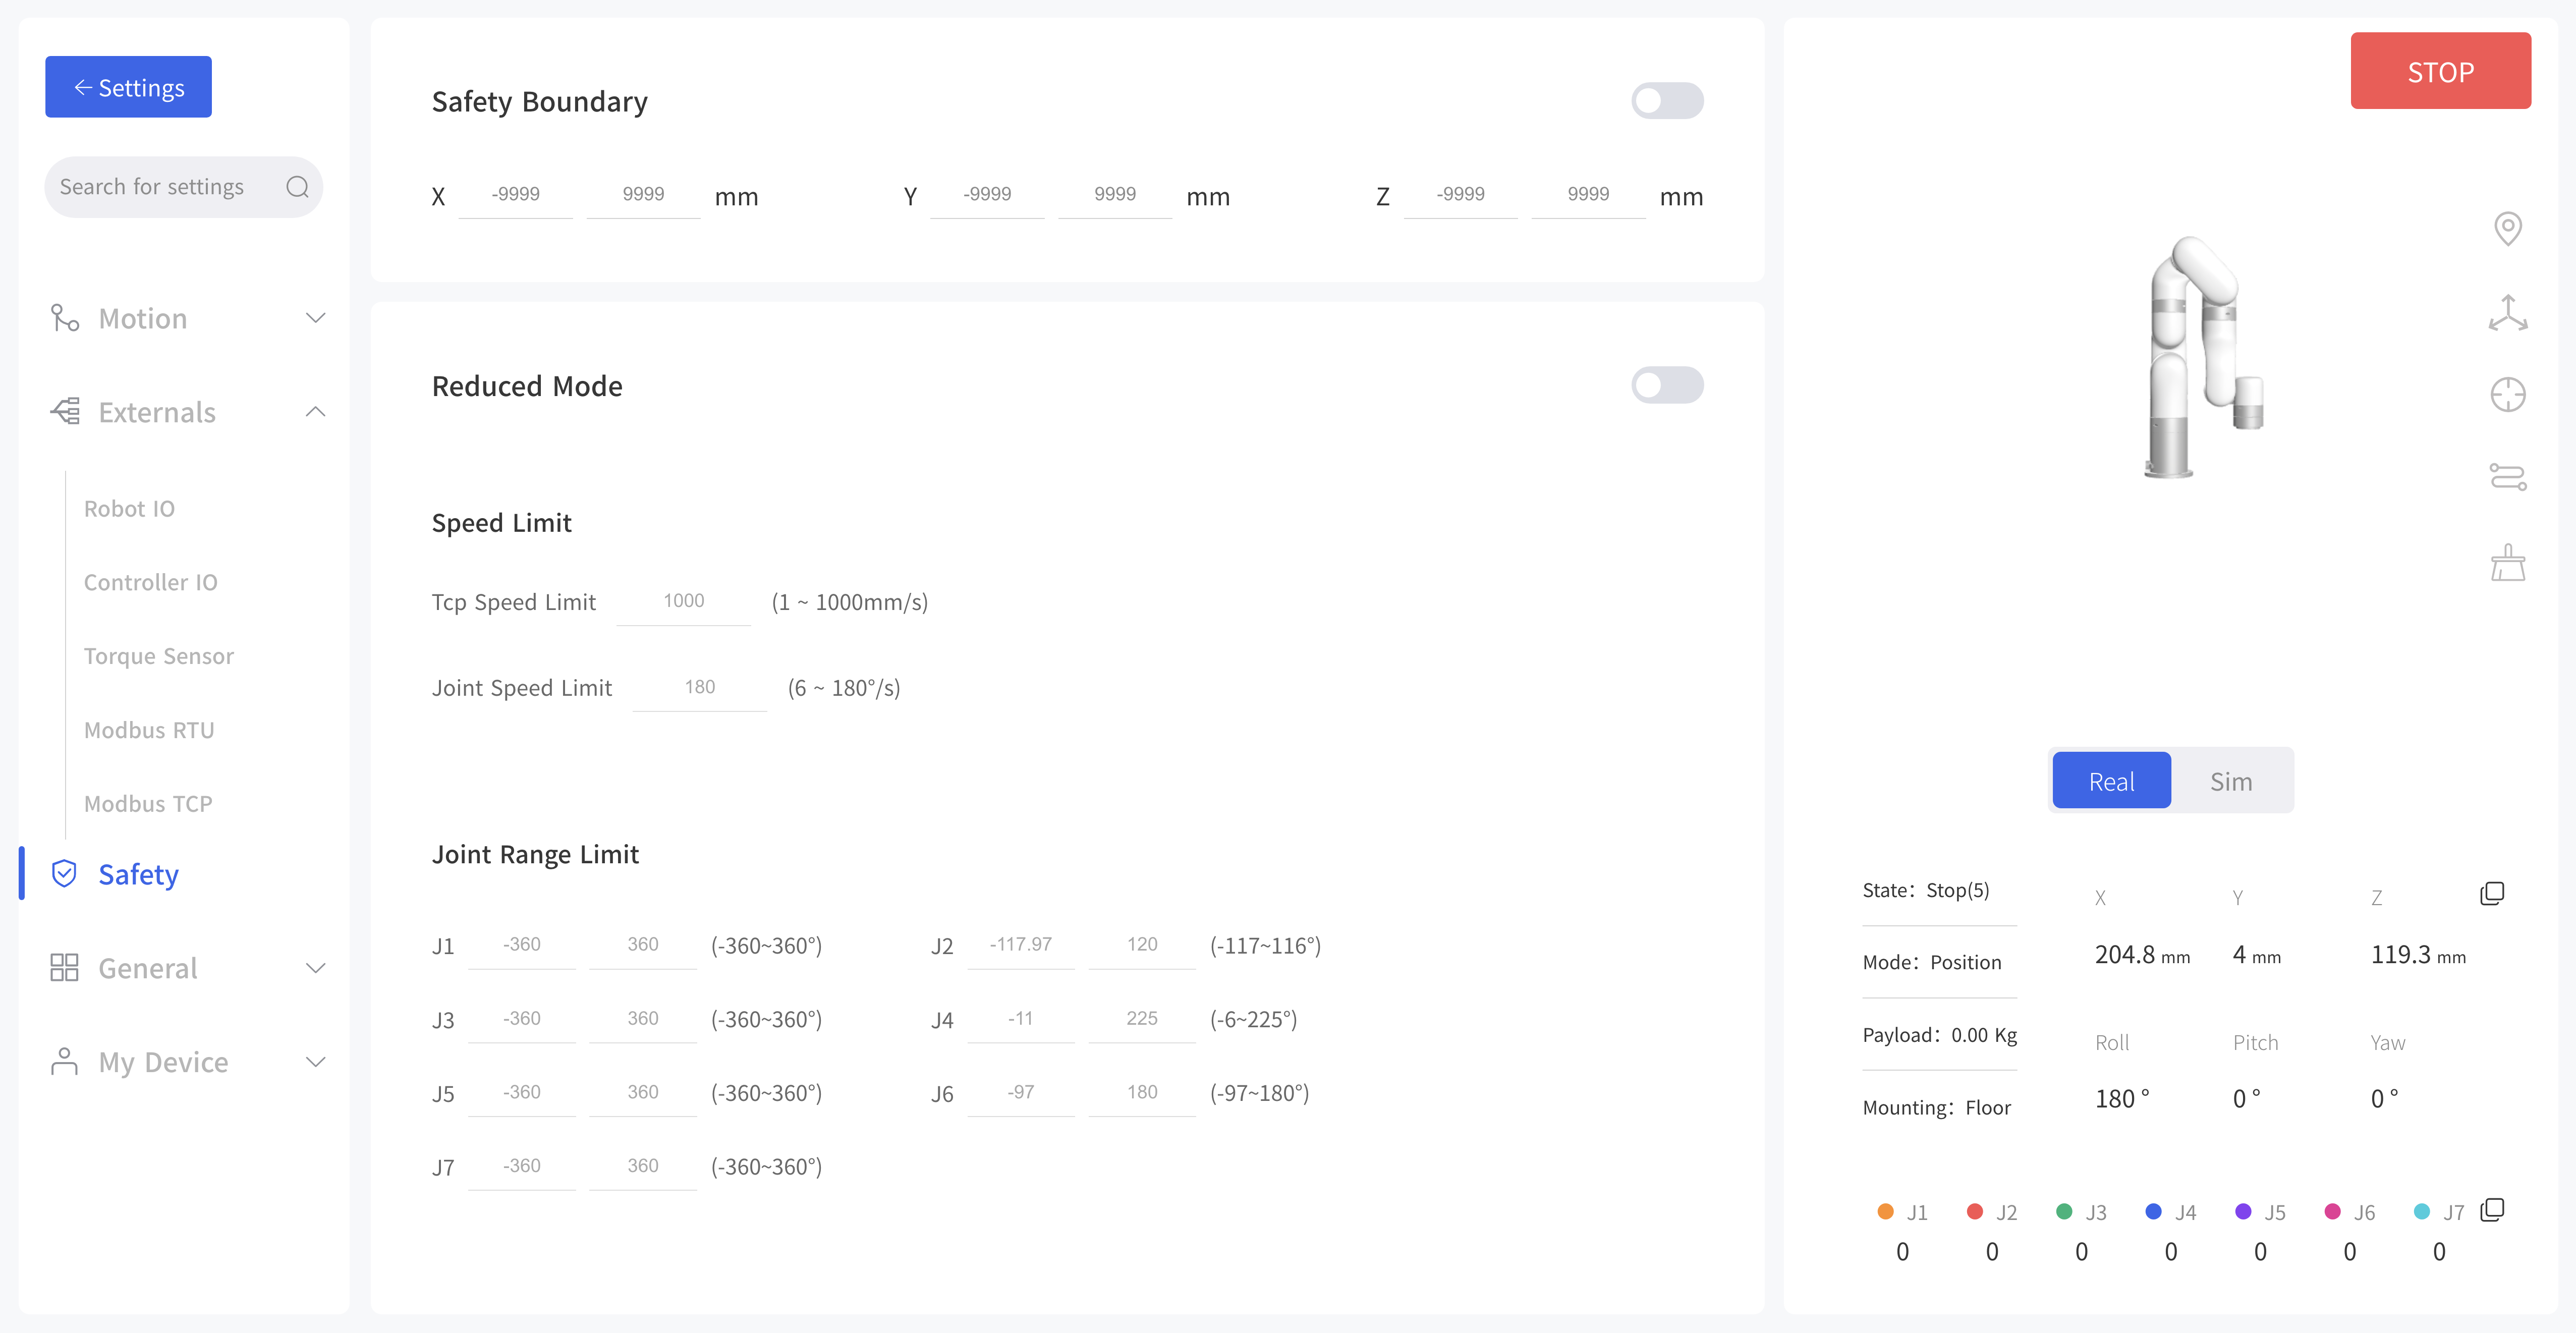 Settings
Search for settings
Motion
Externals
Robot IO
Controller IO
Torque Sensor
Modbus RTU
Modbus TCP
Safety
General
My Device
Safety Boundary
X -9999 9999 mm Y -9999 9999 mm Z -9999 9999 mm
Reduced Mode
Speed Limit
Tcp Speed Limit 1000 (1 ~ 1000mm/s)
Joint Speed Limit 180 (6 ~ 180°/s)
Joint Range Limit
J1 -360 360 (-360~360°) J2 -117.97 120 (-117~116°)
J3 -360 360 (-360~360°) J4 -11 225 (-6~225°)
J5 -360 360 (-360~360°) J6 -97 180 (-97~180°)
J7 -360 360 (-360~360°)
STOP
Real Sim
State: Stop(5)
Mode: Position
Payload: 0.00 Kg
Mounting: Floor
X Y Z
204.8 mm 4 mm 119.3 mm
Roll Pitch Yaw
180 ° 0 ° 0 °
J1 J2 J3 J4 J5 J6 J7
0 0 0 0 0 0 0